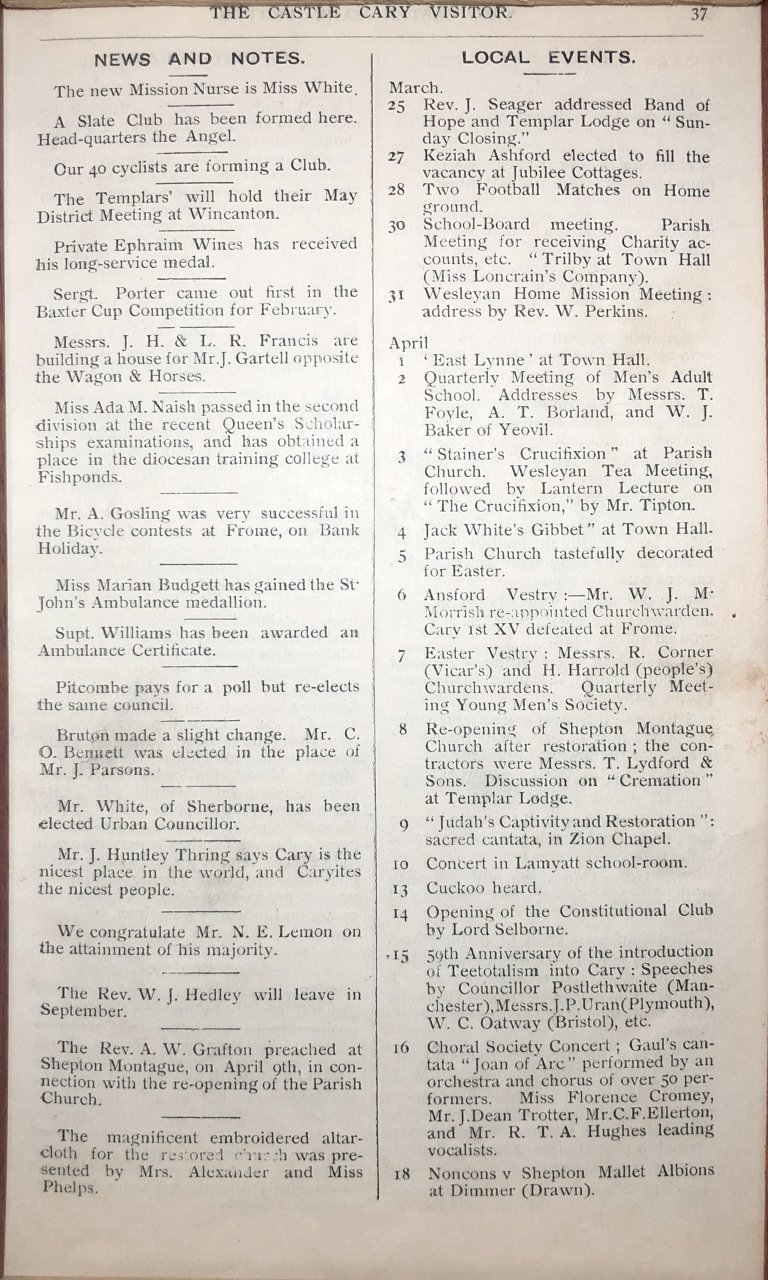 THE CASTLE CARY VISITOR. 37
NEWS AND NOTES.
The new Mission Nurse is Miss White.
A Slate Club has been formed here.
Head-quarters the Angel.
Our 40 cyclists are forming a Club.
The Templars' will hold their May
District Meeting at Wincanton.
Private Ephraim Wines has received
his long-service medal.
Sergt. Porter came out first in the
Baxter Cup Competition for February.
Messrs. J. H. & L. R. Francis are
building a house for Mr.J. Gartell opposite
the Wagon & Horses.
Miss Ada M. Naish passed in the second
division at the recent Queen's Scholar-
ships examinations, and has obtained a
place in the diocesan training college at
Fishponds.
Mr. A. Gosling was very successful in
the Bicycle contests at Frome, on Bank
Holiday.
Miss Marian Budgett has gained the St·
John's Ambulance medallion.
Supt. Williams has been awarded an
Ambulance Certificate.
Pitcombe pays for a poll but re-elects
the same council.
Bruton made a slight change. Mr. C.
O. Bennett was elected in the place of
Mr. J. Parsons.
Mr. White, of Sherborne, has been
elected Urban Councillor.
Mr. J. Huntley Thring says Cary is the
nicest place in the world, and Caryites
the nicest people.
We congratulate Mr. N. E. Lemon on
the attainment of his majority.
The Rev. W. J. Hedley will leave in
September.
The Rev. A. W. Grafton preached at
Shepton Montague, on April 9th, in con-
nection with the re-opening of the Parish
Church.
The magnificent embroidered altar-
cloth for the restored church was pre-
sented by Mrs. Alexander and Miss
Phelps.
LOCAL EVENTS.
March.
25 Rev. J. Seager addressed Band of
Hope and Templar Lodge on " Sun-
day Closing."
27 Keziah Ashford elected to fill the
vacancy at Jubilee Cottages.
28 Two Football Matches on Home
ground.
30 School-Board meeting. Parish
Meeting for receiving Charity ac-
counts, etc. " Trilby at Town Hall
(Miss Loncrain's Company).
31 Wesleyan Home Mission Meeting :
address by Rev. W. Perkins.
April
1 ' East Lynne ' at Town Hall.
2 Quarterly Meeting of Men's Adult
School. Addresses by Messrs. T.
Foyle, A. T. Borland, and W. J.
Baker of Yeovil.
3 " Stainer's Crucifixion " at Parish
Church. Wesleyan Tea Meeting,
followed by Lantern Lecture on
" The Crucifixion," by Mr. Tipton.
4 Jack White's Gibbet " at Town Hall.
5 Parish Church tastefully decorated
for Easter.
6 Ansford Vestry :—Mr. W. J. M·
Morrish re-appointed Churchwarden.
Cary 1st XV defeated at Frome.
7 Easter Vestry : Messrs. R. Corner
(Vicar's) and H. Harrold (people's)
Churchwardens. Quarterly Meet-
ing Young Men's Society.
8 Re-opening of Shepton Montague
Church after restoration ; the con-
tractors were Messrs. T. Lydford &
Sons. Discussion on " Cremation "
at Templar Lodge.
9 " Judah's Captivity and Restoration ":
sacred cantata, in Zion Chapel.
10 Concert in Lamyatt school-room.
13 Cuckoo heard.
14 Opening of the Constitutional Club
by Lord Selborne.
15 59th Anniversary of the introduction
of Teetotalism into Cary : Speeches
by Councillor Postlethwaite (Man-
chester),Messrs.J.P.Uran(Plymouth),
W. C. Oatway (Bristol), etc.
16 Choral Society Concert ; Gaul's can-
tata " Joan of Arc " performed by an
orchestra and chorus of over 50 per-
formers. Miss Florence Cromey,
Mr. J.Dean Trotter, Mr.C.F.Ellerton,
and Mr. R. T. A. Hughes leading
vocalists.
18 Noncons v Shepton Mallet Albions
at Dimmer (Drawn).